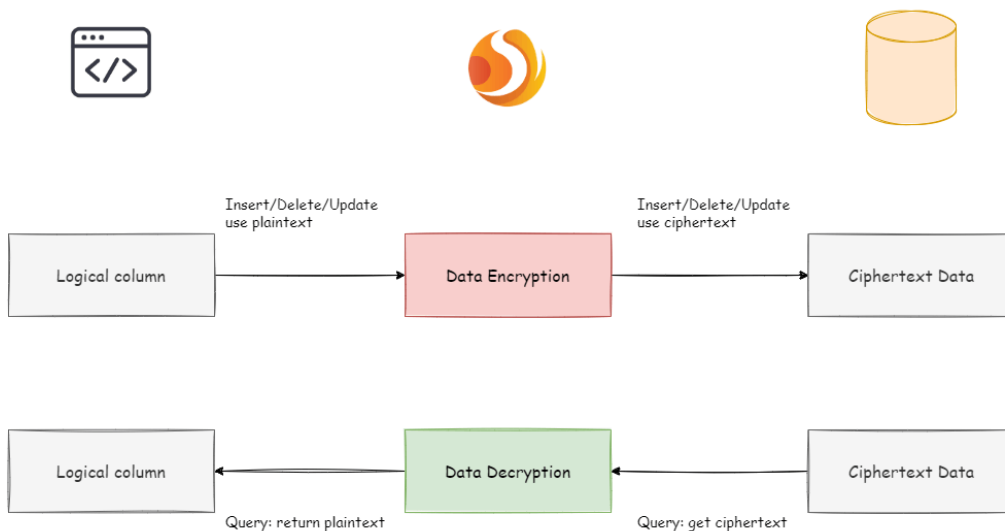 </>
Insert/Delete/Update
use plaintext
Insert/Delete/Update
use ciphertext
Logical column
Data Encryption
Ciphertext Data
Logical column
Data Decryption
Ciphertext Data
Query: return plaintext
Query: get ciphertext